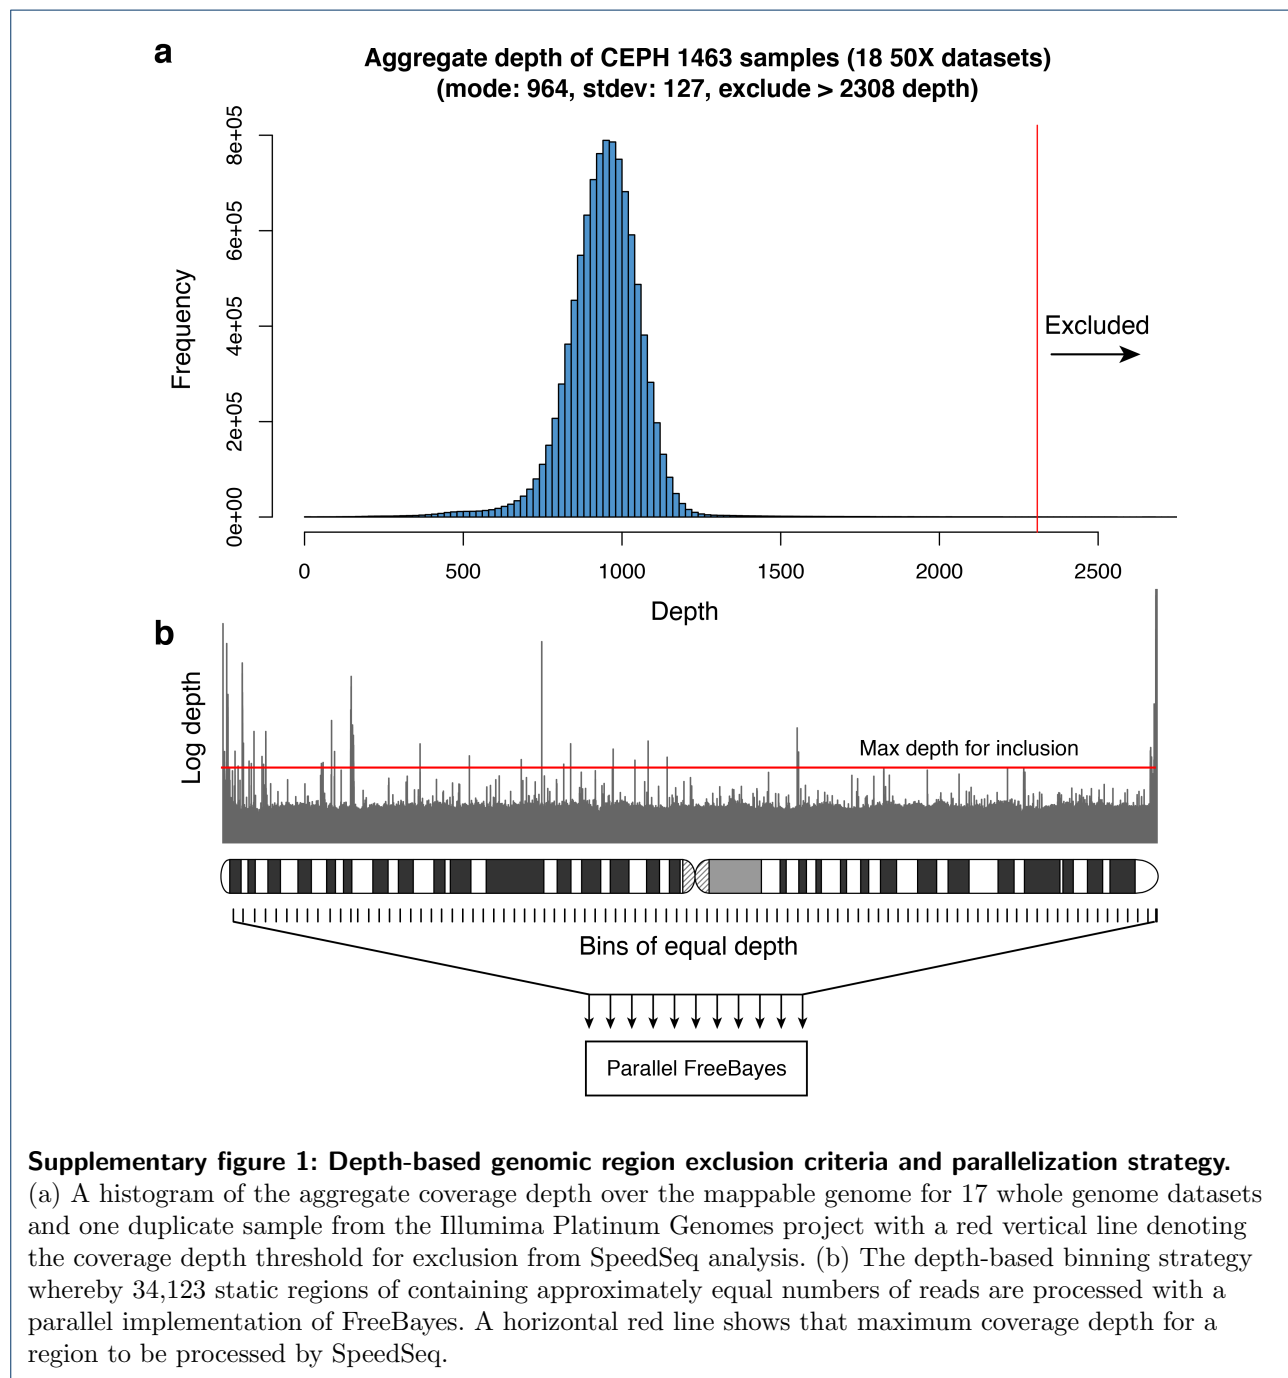 a
Aggregate depth of CEPH 1463 samples (18 50X datasets)
(mode: 964, stdev: 127, exclude > 2308 depth)
Frequency
8e+05
6e+05
4e+05
2e+05
0e+00
Excluded
0 500 1000 1500 2000 2500
Depth
b
Log depth
Max depth for inclusion
Bins of equal depth
Parallel FreeBayes
Supplementary figure 1: Depth-based genomic region exclusion criteria and parallelization strategy.
(a) A histogram of the aggregate coverage depth over the mappable genome for 17 whole genome datasets
and one duplicate sample from the Illumima Platinum Genomes project with a red vertical line denoting
the coverage depth threshold for exclusion from SpeedSeq analysis. (b) The depth-based binning strategy
whereby 34,123 static regions of containing approximately equal numbers of reads are processed with a
parallel implementation of FreeBayes. A horizontal red line shows that maximum coverage depth for a
region to be processed by SpeedSeq.